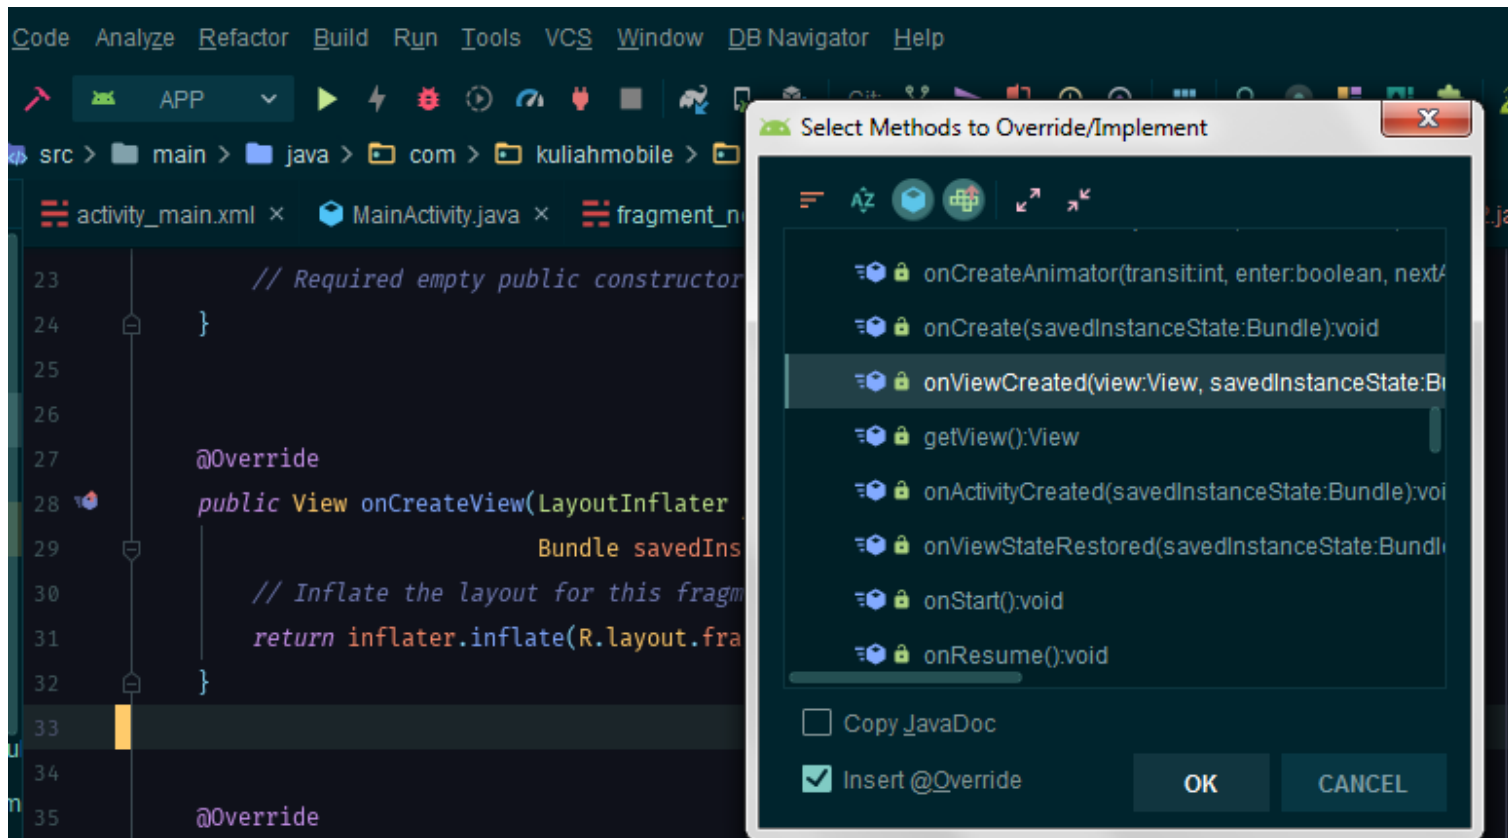 Code Analyze Refactor Build Run Tools VCS Window DB Navigator Help
APP
src > main > java > com > kuliahmobile >
activity_main.xml × MainActivity.java × fragment_n
23 // Required empty public constructor
24 }
25
26
27 @Override
28 public View onCreateView(LayoutInflater
29 Bundle savedIns
30 // Inflate the layout for this fragm
31 return inflater.inflate(R.layout.fra
32 }
33
34
35 @Override
Select Methods to Override/Implement
onCreateAnimator(transit:int, enter:boolean, nextA
onCreate(savedInstanceState:Bundle):void
onViewCreated(view:View, savedInstanceState:Bu
getView():View
onActivityCreated(savedInstanceState:Bundle):voi
onViewStateRestored(savedInstanceState:Bundl
onStart():void
onResume():void
Copy JavaDoc
Insert @Override
OK CANCEL